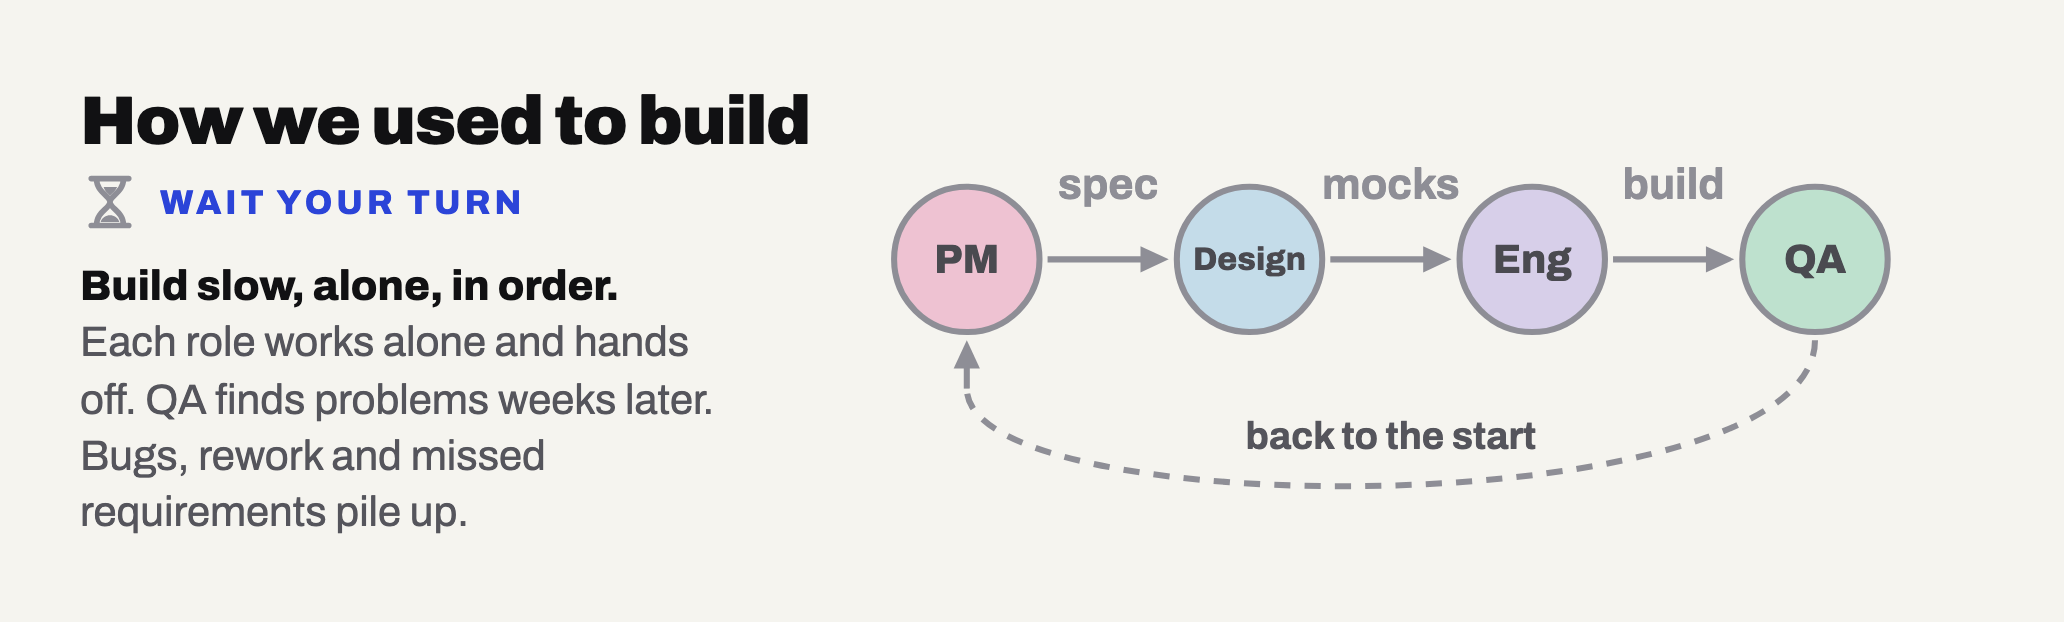 How we used to build
WAIT YOUR TURN
Build slow, alone, in order.
Each role works alone and hands
off. QA finds problems weeks later.
Bugs, rework and missed
requirements pile up.
spec
mocks
build
PM
Design
Eng
QA
back to the start